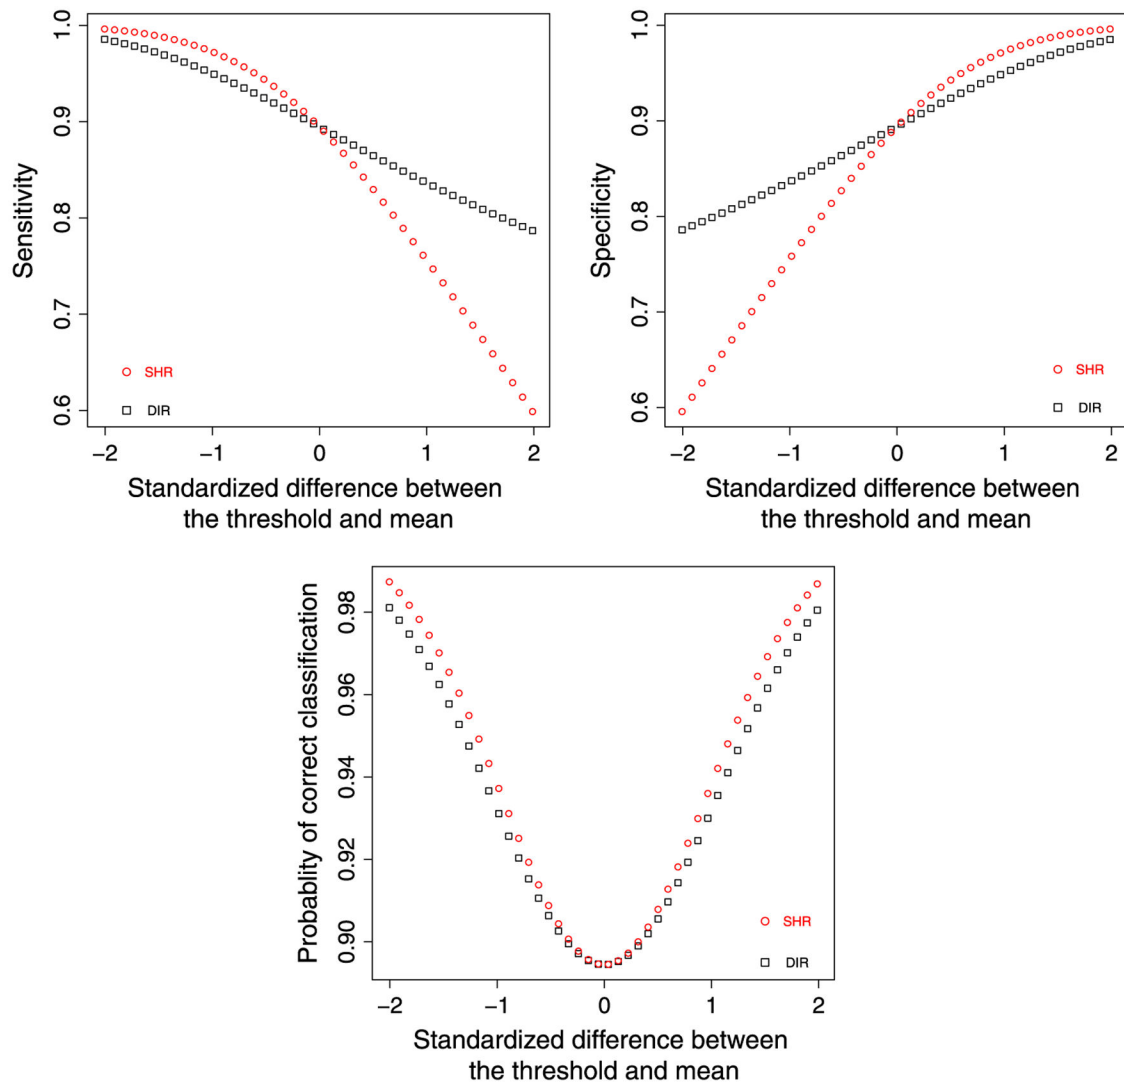 Sensitivity
1.0
0.9
0.8
0.7
0.6
SHR
DIR
−2 −1 0 1 2
Standardized difference between
the threshold and mean
Specificity
1.0
0.9
0.8
0.7
0.6
SHR
DIR
−2 −1 0 1 2
Standardized difference between
the threshold and mean
Probablity of correct classification
0.98
0.96
0.94
0.92
0.90
SHR
DIR
−2 −1 0 1 2
Standardized difference between
the threshold and mean